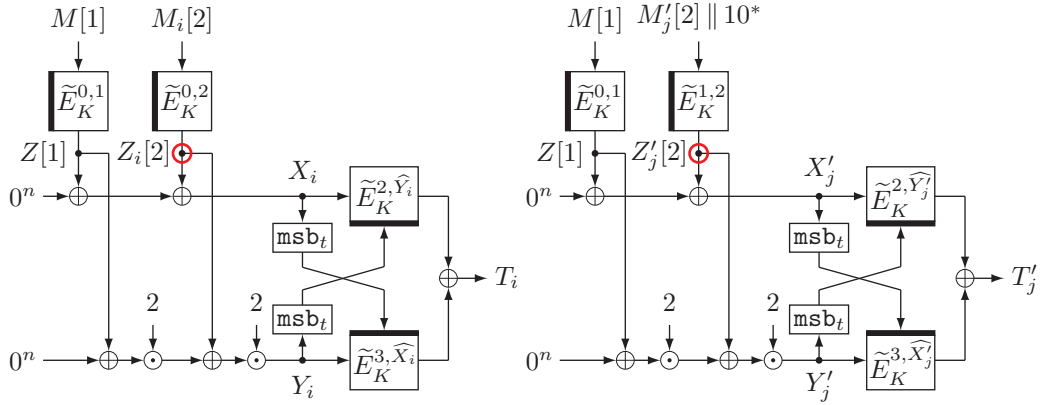 M[1] M_i[2] M'_j[2] ‖ 10*
Ẽ_K^{0,1} Ẽ_K^{0,2}
Z[1] Z_i[2]
0^n X_i Ẽ_K^{2,Ŷ_i}
msb_t
T_i
2 2 msb_t
0^n Y_i Ẽ_K^{3,X̂_i}
M[1]
Ẽ_K^{0,1} Ẽ_K^{1,2}
Z[1] Z'_j[2]
0^n X'_j Ẽ_K^{2,Ŷ'_j}
msb_t
T'_j
2 2 msb_t
0^n Y'_j Ẽ_K^{3,X̂'_j}